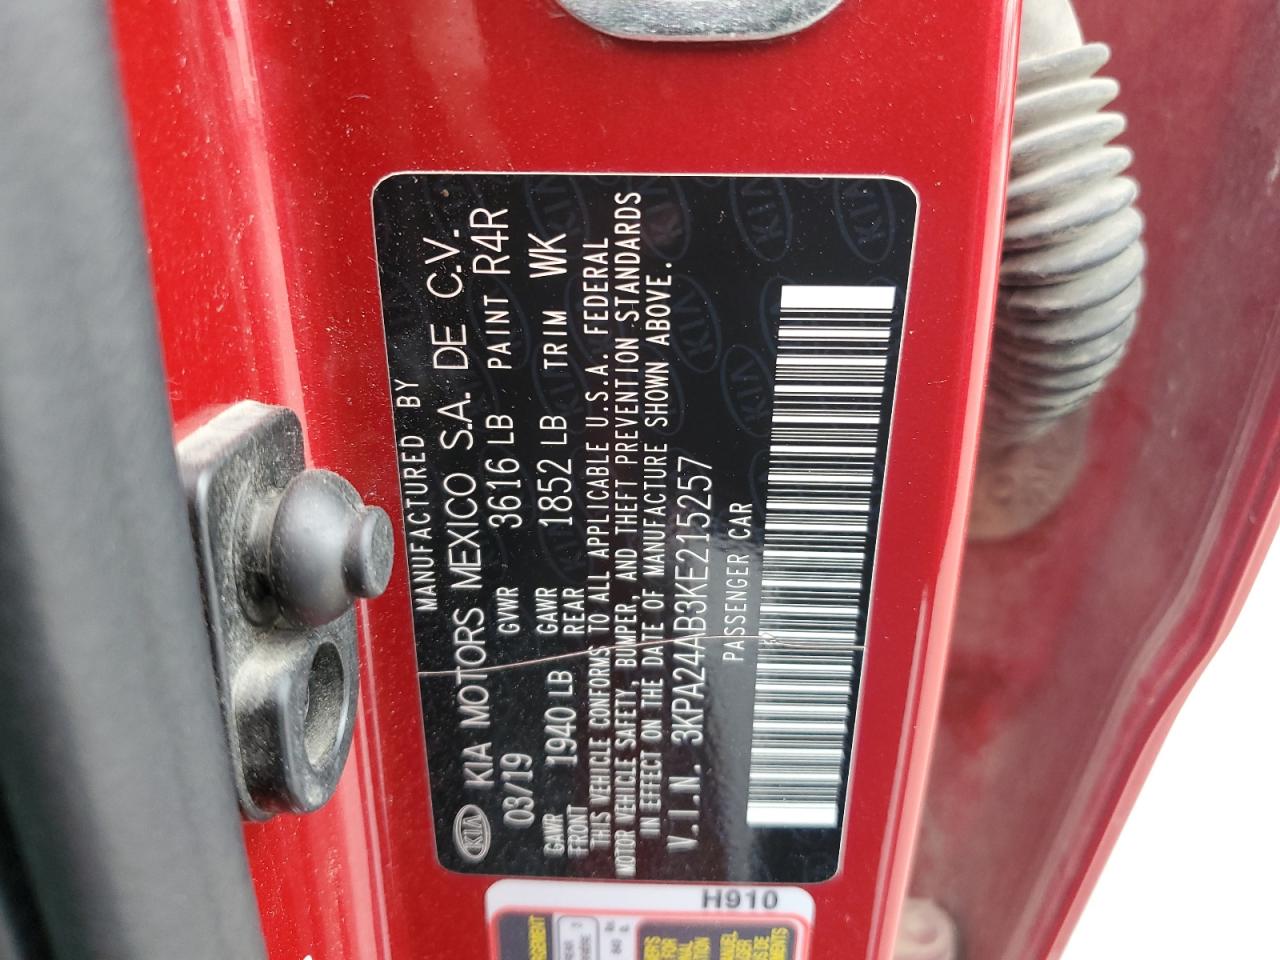 MANUFACTURED BY
KIA KIA MOTORS MEXICO S.A. DE C.V.
03/19 GVWR 3616 LB PAINT R4R
GAWR FRONT 1940 LB GAWR REAR 1852 LB TRIM WK
THIS VEHICLE CONFORMS TO ALL APPLICABLE U.S.A. FEDERAL
MOTOR VEHICLE SAFETY, BUMPER, AND THEFT PREVENTION STANDARDS
IN EFFECT ON THE DATE OF MANUFACTURE SHOWN ABOVE.
V.I.N. 3KPA24AB3KE215257
PASSENGER CAR
H910